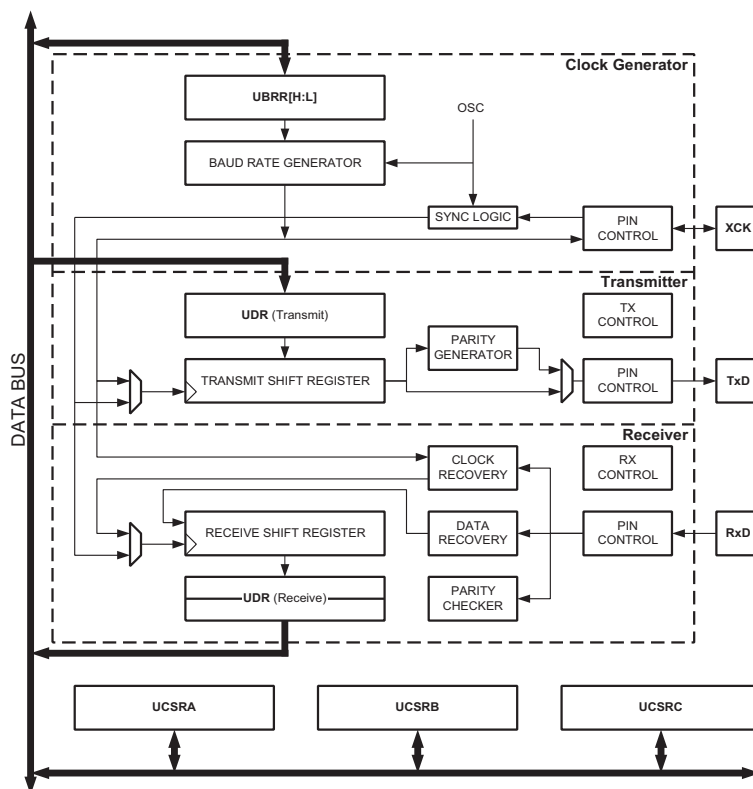 Clock Generator
UBRR[H:L]
OSC
BAUD RATE GENERATOR
SYNC LOGIC
PIN
CONTROL
XCK
Transmitter
UDR (Transmit)
TX
CONTROL
PARITY
GENERATOR
TRANSMIT SHIFT REGISTER
PIN
CONTROL
TxD
DATA BUS
Receiver
CLOCK
RECOVERY
RX
CONTROL
RECEIVE SHIFT REGISTER
DATA
RECOVERY
PIN
CONTROL
RxD
UDR (Receive)
PARITY
CHECKER
UCSRA
UCSRB
UCSRC